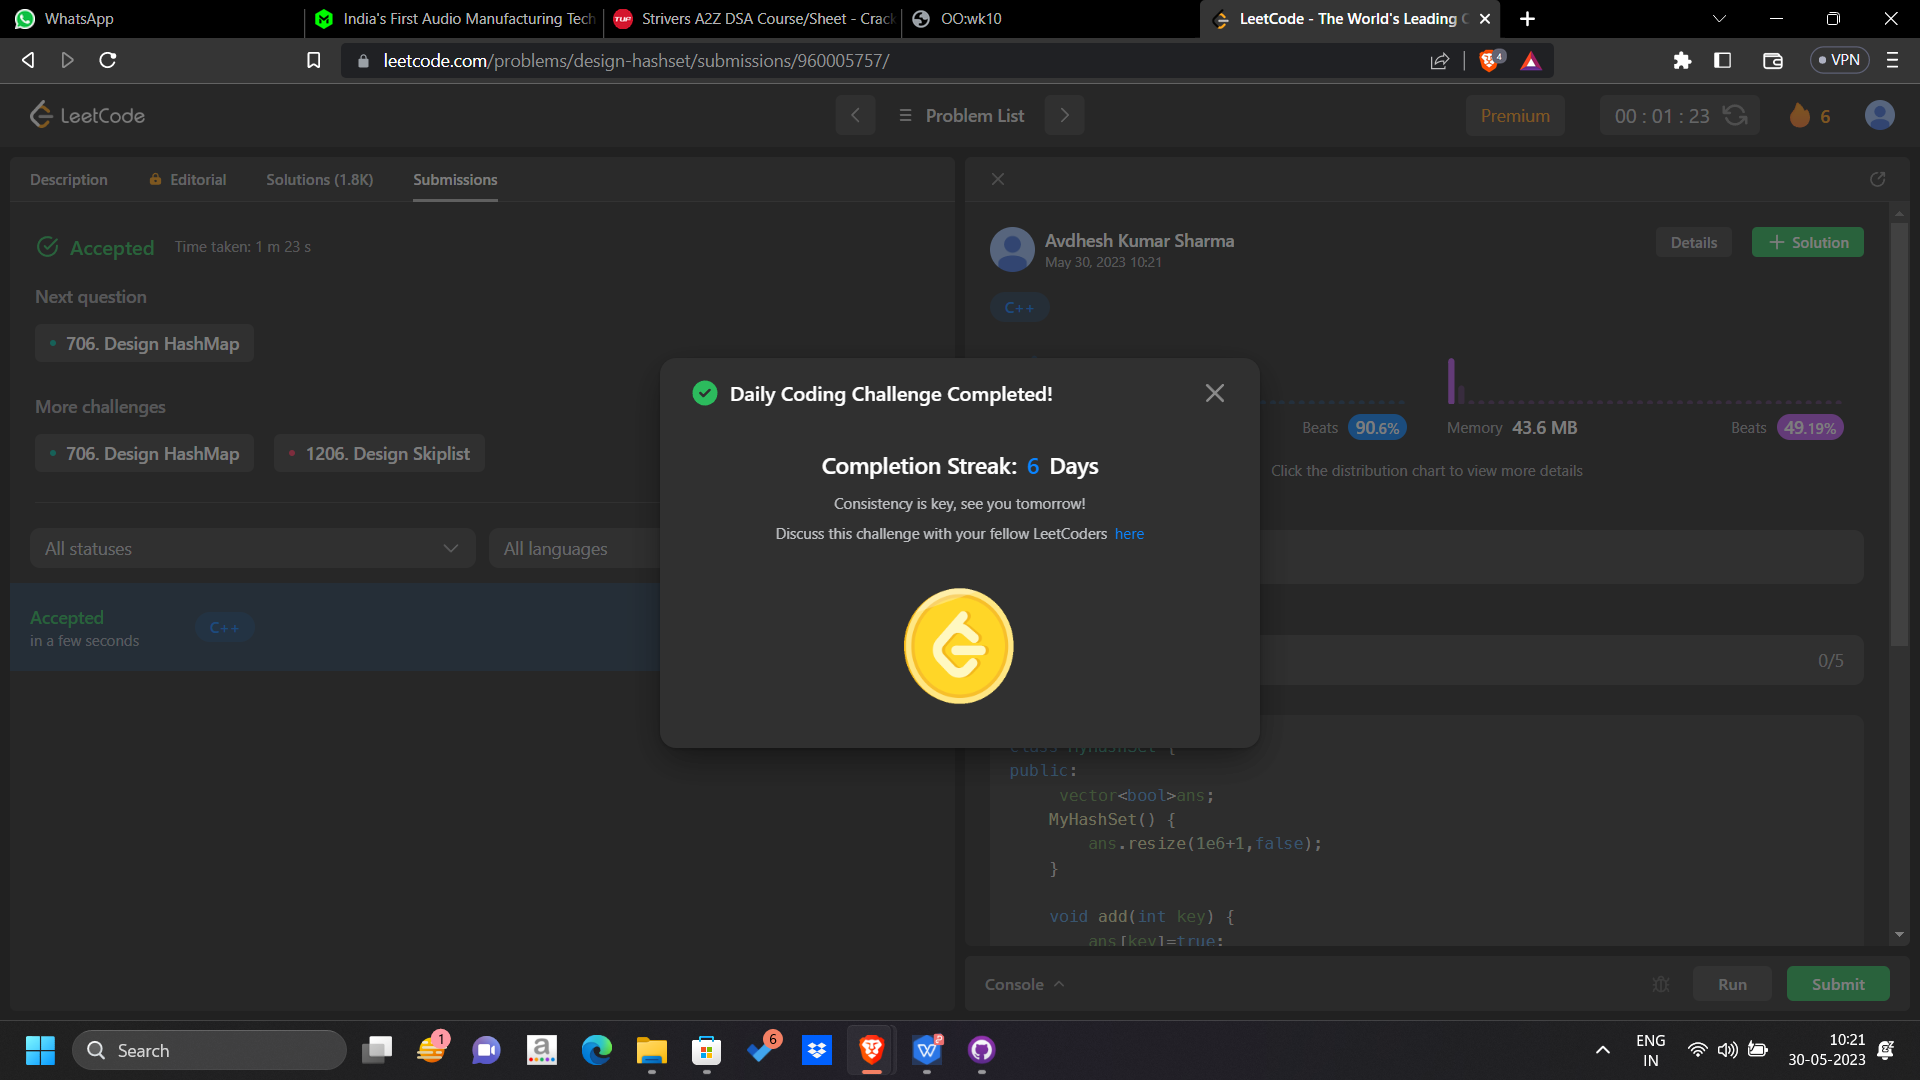 WhatsApp
India's First Audio Manufacturing Tech
Strivers A2Z DSA Course/Sheet - Crack
OO:wk10
LeetCode - The World's Leading
leetcode.com/problems/design-hashset/submissions/960005757/
4
VPN
LeetCode
Problem List
Premium
00 : 01 : 23
6
Description
Editorial
Solutions (1.8K)
Submissions
Accepted
Time taken: 1 m 23 s
Next question
706. Design HashMap
More challenges
706. Design HashMap
1206. Design Skiplist
All statuses
All languages
Accepted
in a few seconds
C++
Avdhesh Kumar Sharma
May 30, 2023 10:21
Details
Solution
C++
Beats 90.6%
Memory 43.6 MB
Beats 49.19%
Click the distribution chart to view more details
0/5
Daily Coding Challenge Completed!
Completion Streak: 6 Days
Consistency is key, see you tomorrow!
Discuss this challenge with your fellow LeetCoders here
class MyHashSet {
public:
vector<bool>ans;
MyHashSet() {
ans.resize(1e6+1,false);
}
void add(int key) {
ans[key]=true;
Console
Run
Submit
Search
1
a
6
W
ENG
IN
10:21
30-05-2023